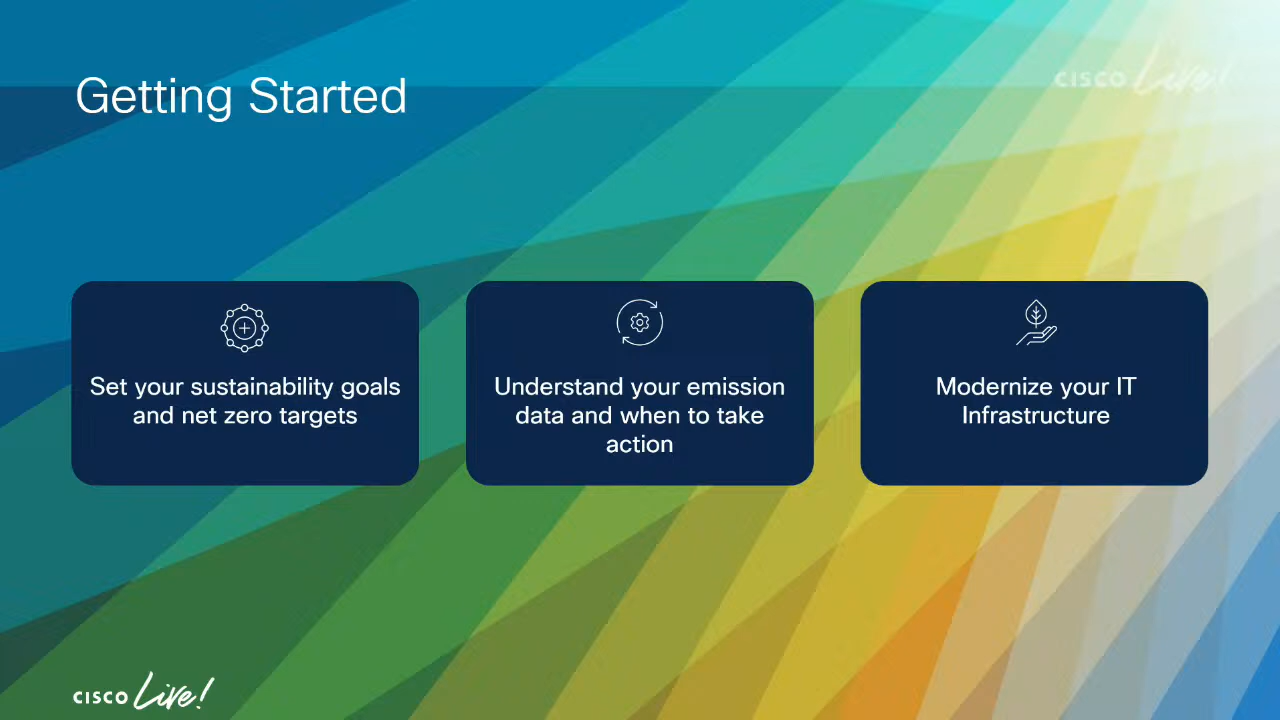 Getting Started
CISCO Live!
Set your sustainability goals
and net zero targets
Understand your emission
data and when to take
action
Modernize your IT
Infrastructure
CISCO Live!